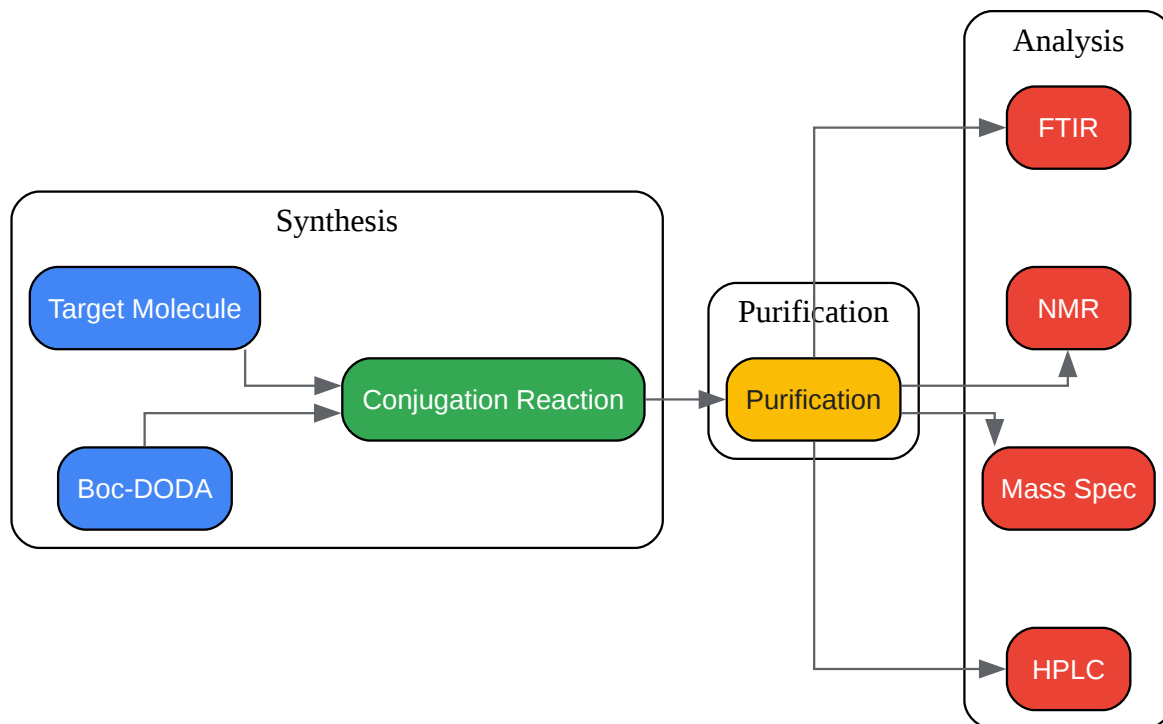 Synthesis
Target Molecule
Boc-DODA
Conjugation Reaction
Purification
Purification
Analysis
FTIR
NMR
Mass Spec
HPLC